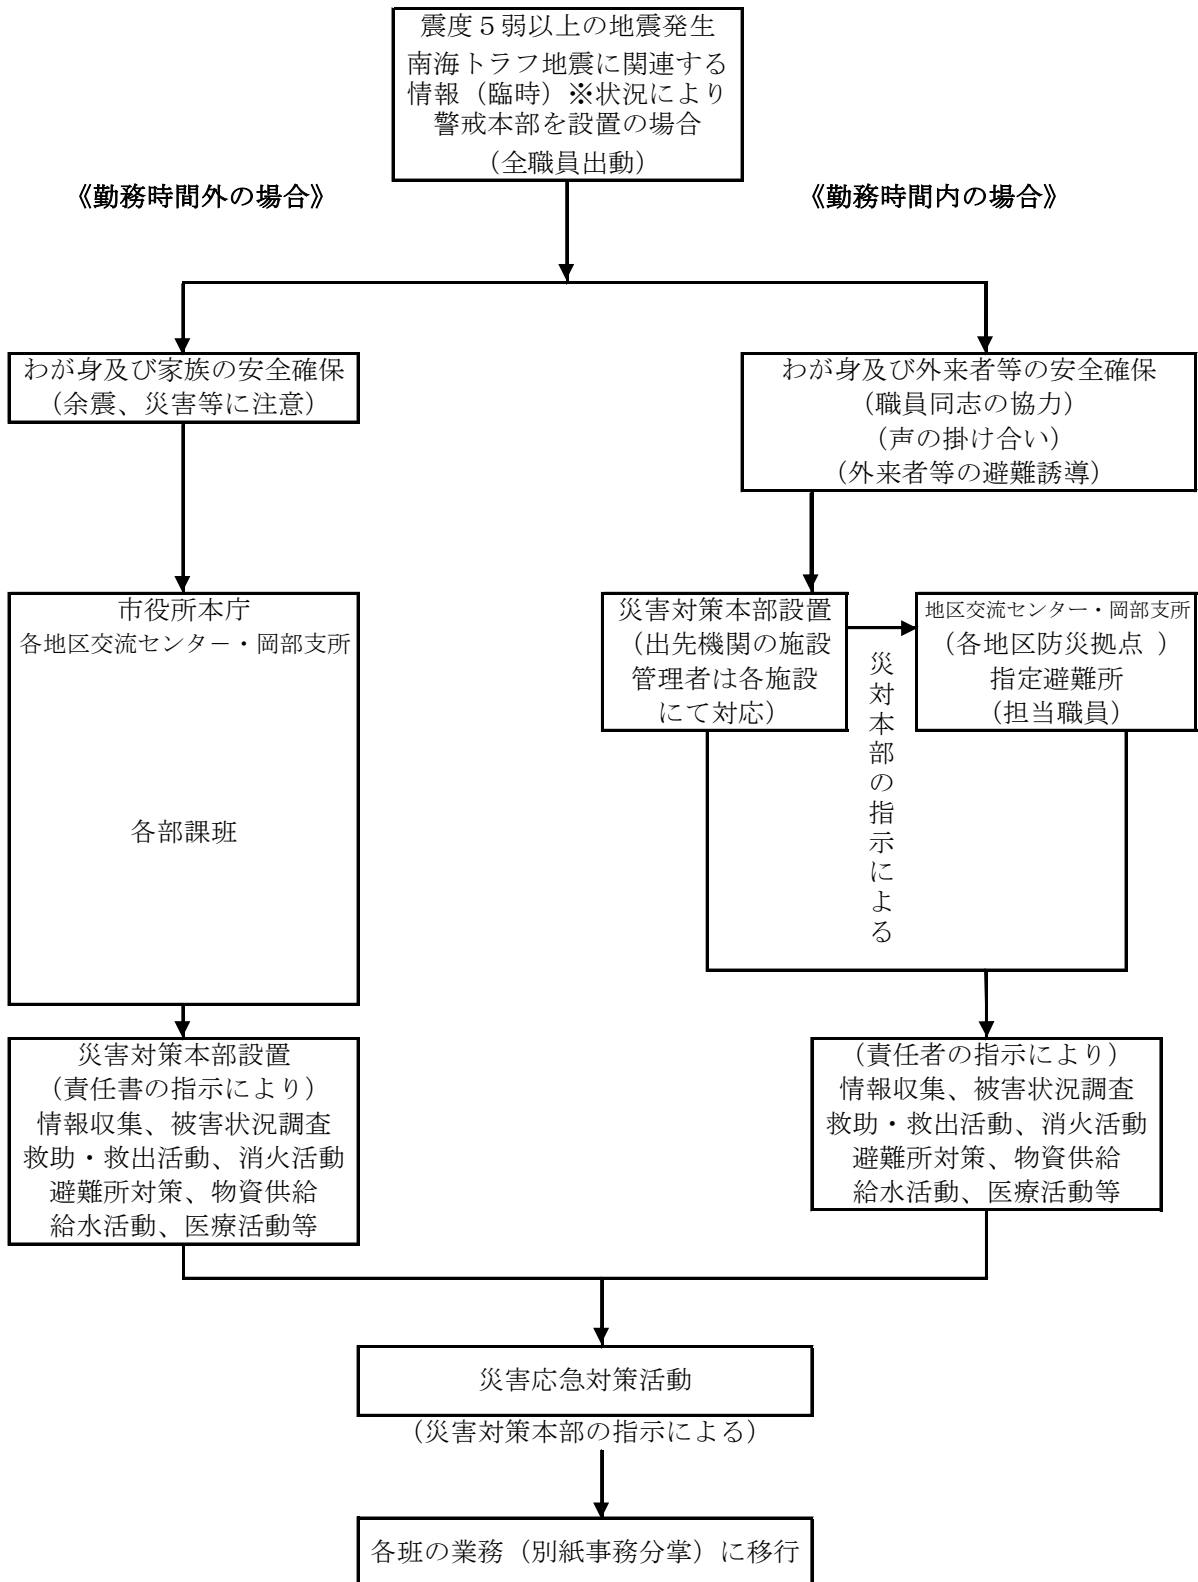 震度５弱以上の地震発生
南海トラフ地震に関連する
情報（臨時）※状況により
警戒本部を設置の場合
（全職員出動）
《勤務時間外の場合》
《勤務時間内の場合》
わが身及び家族の安全確保
（余震、災害等に注意）
わが身及び外来者等の安全確保
（職員同志の協力）
（声の掛け合い）
（外来者等の避難誘導）
市役所本庁
各地区交流センター・岡部支所
各部課班
災害対策本部設置
（出先機関の施設
管理者は各施設
にて対応）
災対本部の指示による
地区交流センター・岡部支所
（各地区防災拠点 ）
指定避難所
（担当職員）
災害対策本部設置
（責任書の指示により）
情報収集、被害状況調査
救助・救出活動、消火活動
避難所対策、物資供給
給水活動、医療活動等
（責任者の指示により）
情報収集、被害状況調査
救助・救出活動、消火活動
避難所対策、物資供給
給水活動、医療活動等
災害応急対策活動
（災害対策本部の指示による）
各班の業務（別紙事務分掌）に移行